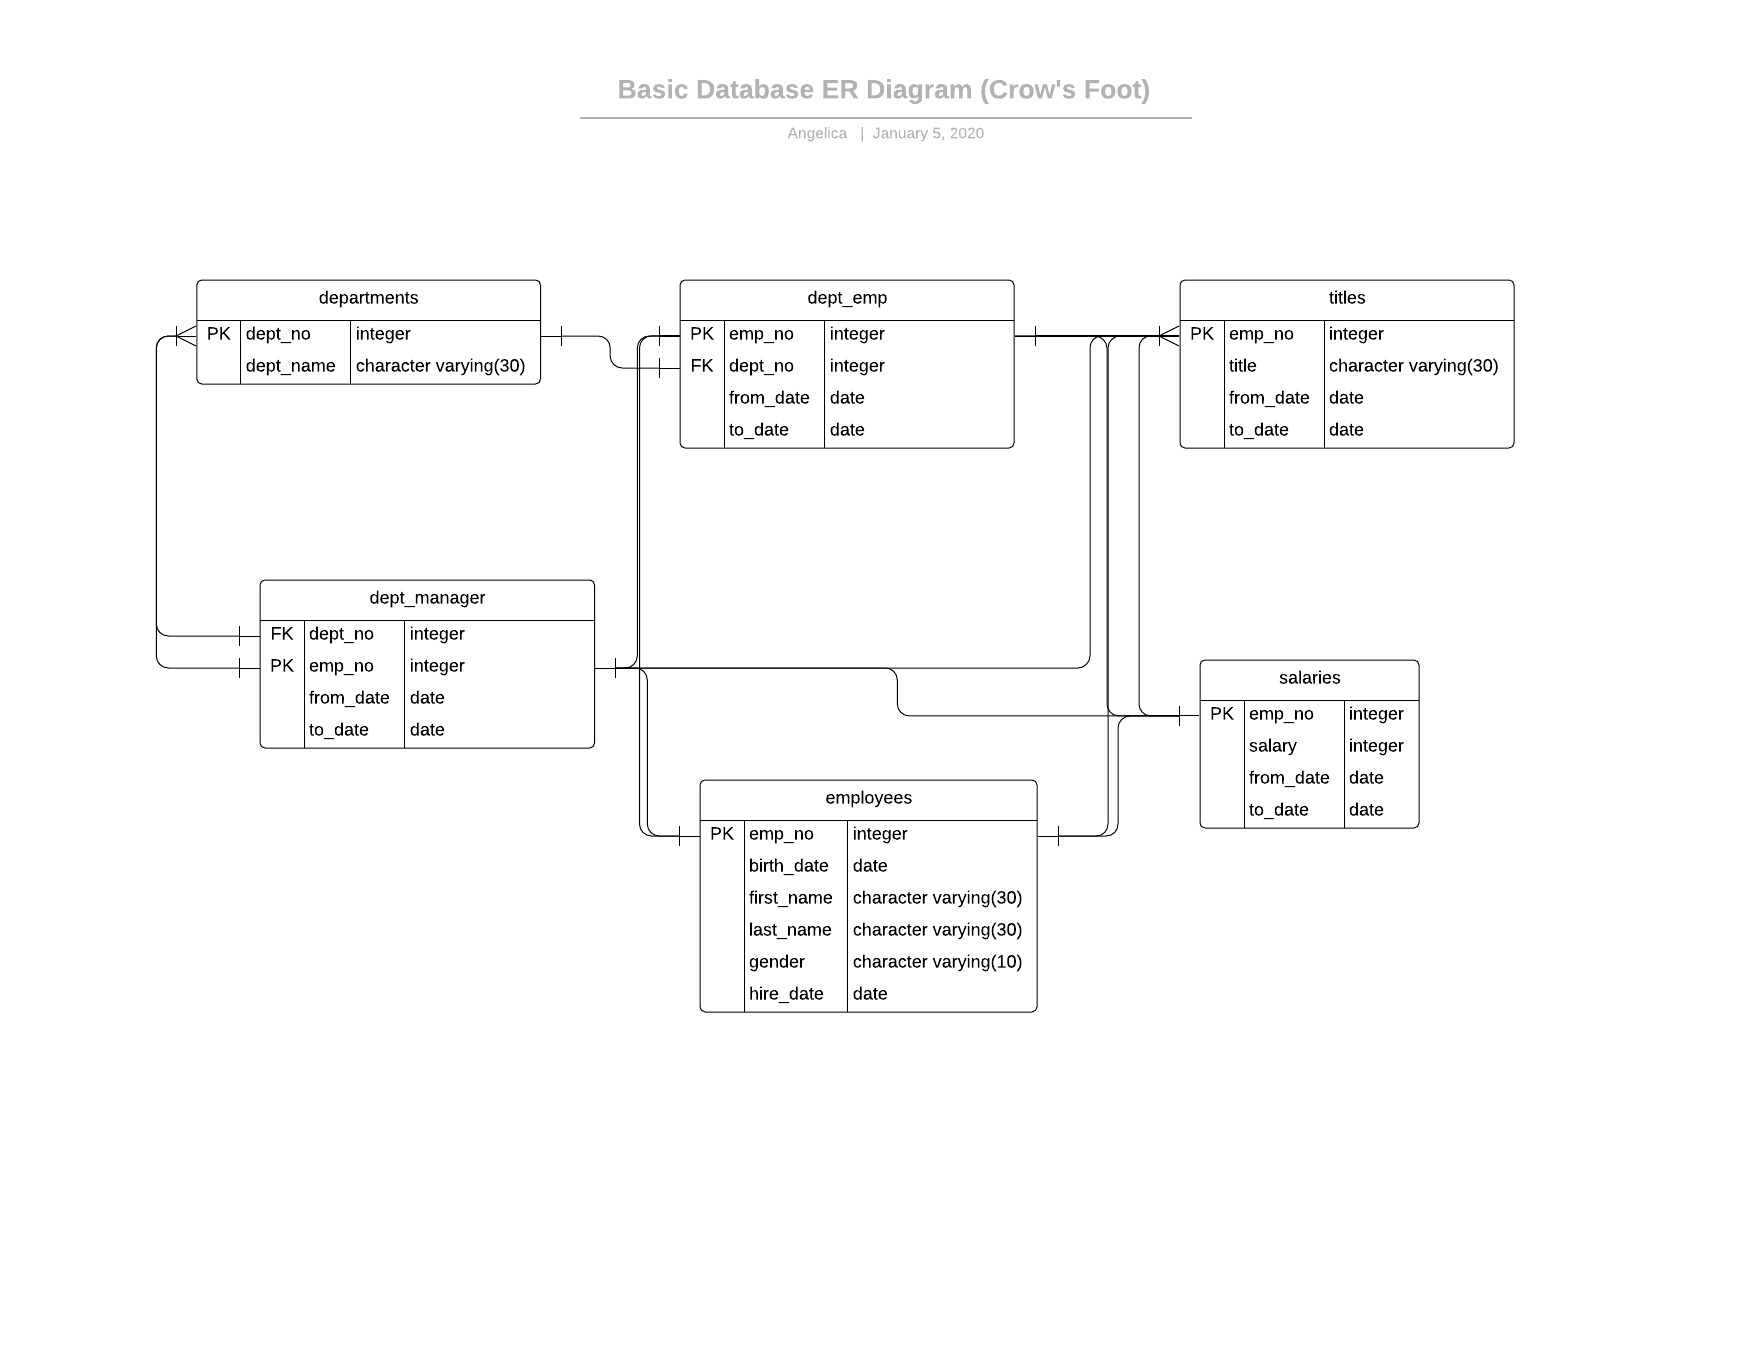 Basic Database ER Diagram (Crow's Foot)
Angelica | January 5, 2020
departments
PK dept_no integer
dept_name character varying(30)
dept_emp
PK emp_no integer
FK dept_no integer
from_date date
to_date date
titles
PK emp_no integer
title character varying(30)
from_date date
to_date date
dept_manager
FK dept_no integer
PK emp_no integer
from_date date
to_date date
salaries
PK emp_no integer
salary integer
from_date date
to_date date
employees
PK emp_no integer
birth_date date
first_name character varying(30)
last_name character varying(30)
gender character varying(10)
hire_date date